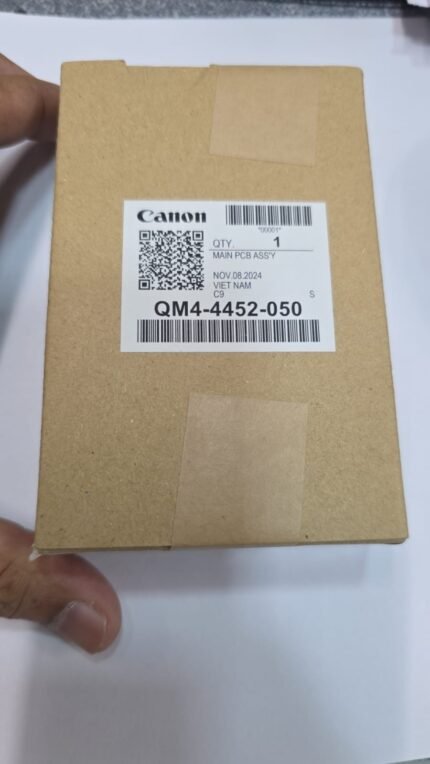 Canon
*00001*
QTY. 1
MAIN PCB ASS'Y
NOV.08.2024
VIET NAM
C9 S
QM4-4452-050